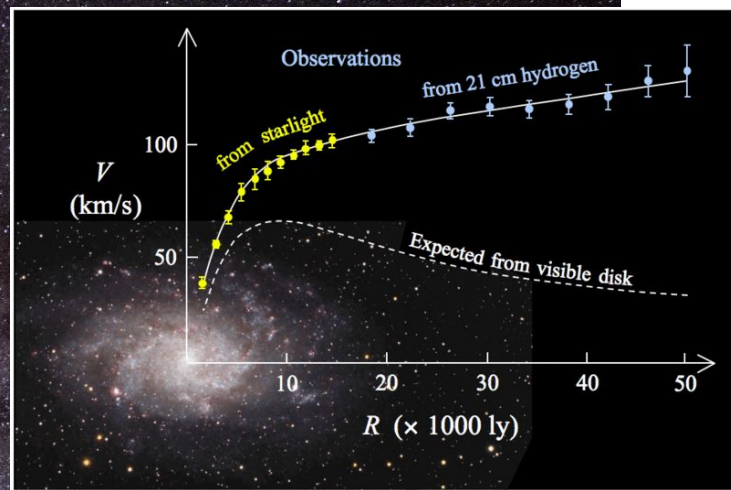 Observations
from starlight
from 21 cm hydrogen
100
V
(km/s)
50
Expected from visible disk
10
20
30
40
50
R (× 1000 ly)